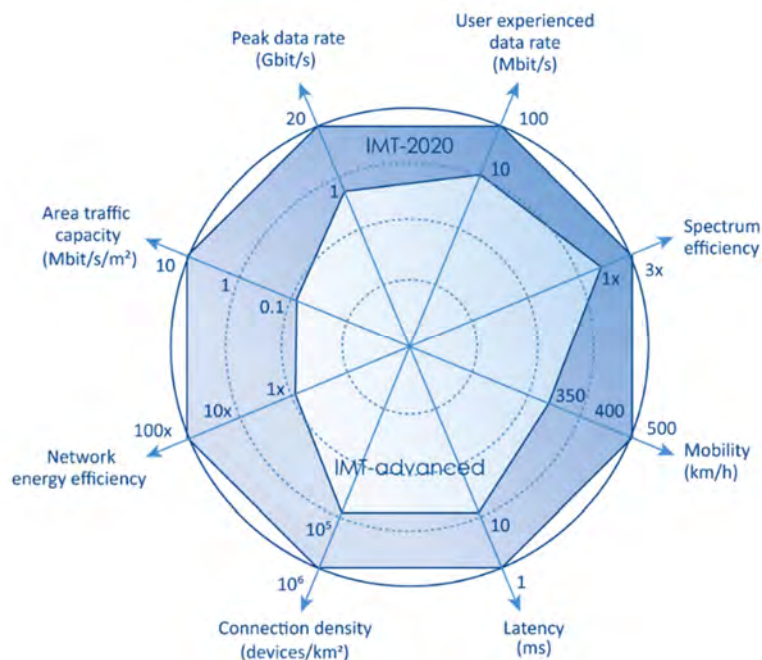 User experienced
data rate
(Mbit/s)
Peak data rate
(Gbit/s)
20
100
IMT-2020
10
1
Area traffic
capacity
(Mbit/s/m²)
Spectrum
efficiency
10
1
0.1
1x
3x
1x
10x
100x
350
400
500
Network
energy efficiency
Mobility
(km/h)
IMT-advanced
10⁵
10
10⁶
1
Connection density
(devices/km²)
Latency
(ms)